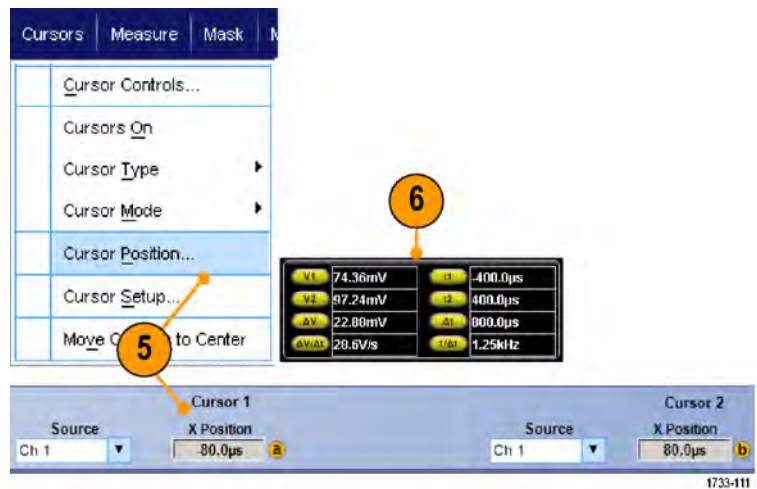 Cursors Measure Mask
Cursor Controls...
Cursors On
Cursor Type
Cursor Mode
Cursor Position...
Cursor Setup...
Move to Center
5
6
V1 74.36mV t1 -400.0µs
V2 97.24mV t2 400.0µs
ΔV 22.88mV Δt 800.0µs
ΔV/Δt 28.6V/s 1/Δt 1.25kHz
Cursor 1 Cursor 2
Source X Position Source X Position
Ch 1 -80.0µs a Ch 1 80.0µs b
1733-111